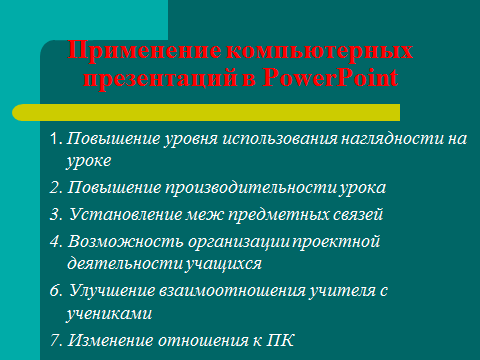 Применение компьютерных
презентаций в PowerPoint
1. Повышение уровня использования наглядности на
уроке
2. Повышение производительности урока
3. Установление меж предметных связей
4. Возможность организации проектной
деятельности учащихся
6. Улучшение взаимоотношения учителя с
учениками
7. Изменение отношения к ПК